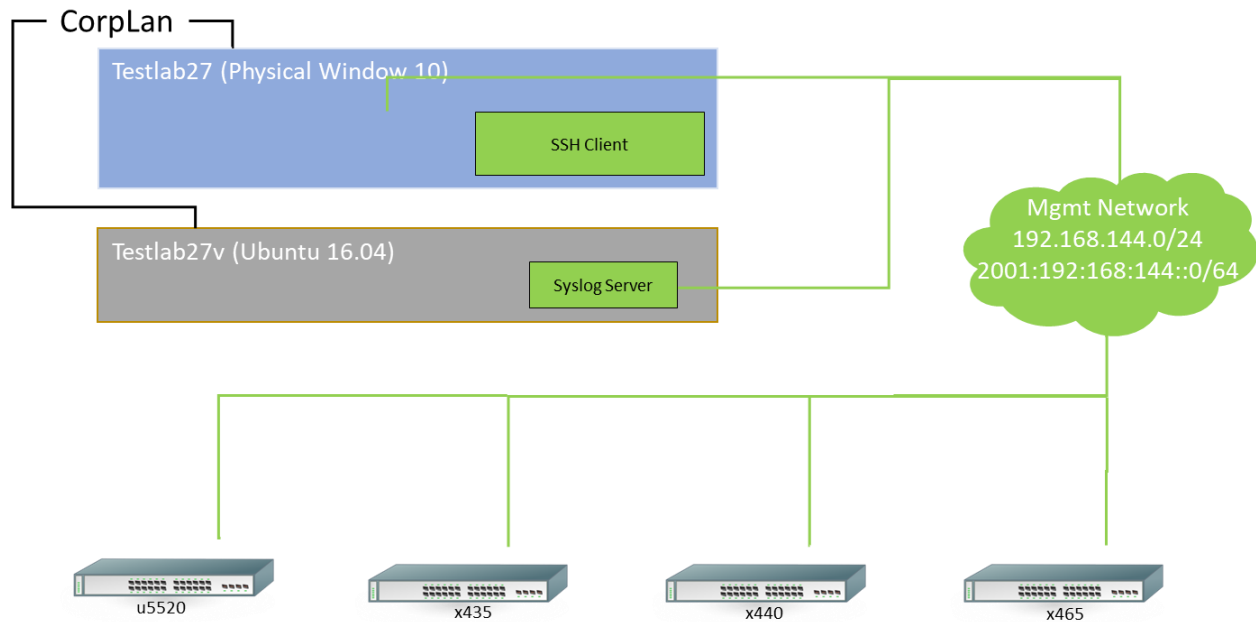 CorpLan
Testlab27 (Physical Window 10)
SSH Client
Testlab27v (Ubuntu 16.04)
Syslog Server
Mgmt Network
192.168.144.0/24
2001:192:168:144::0/64
u5520
x435
x440
x465